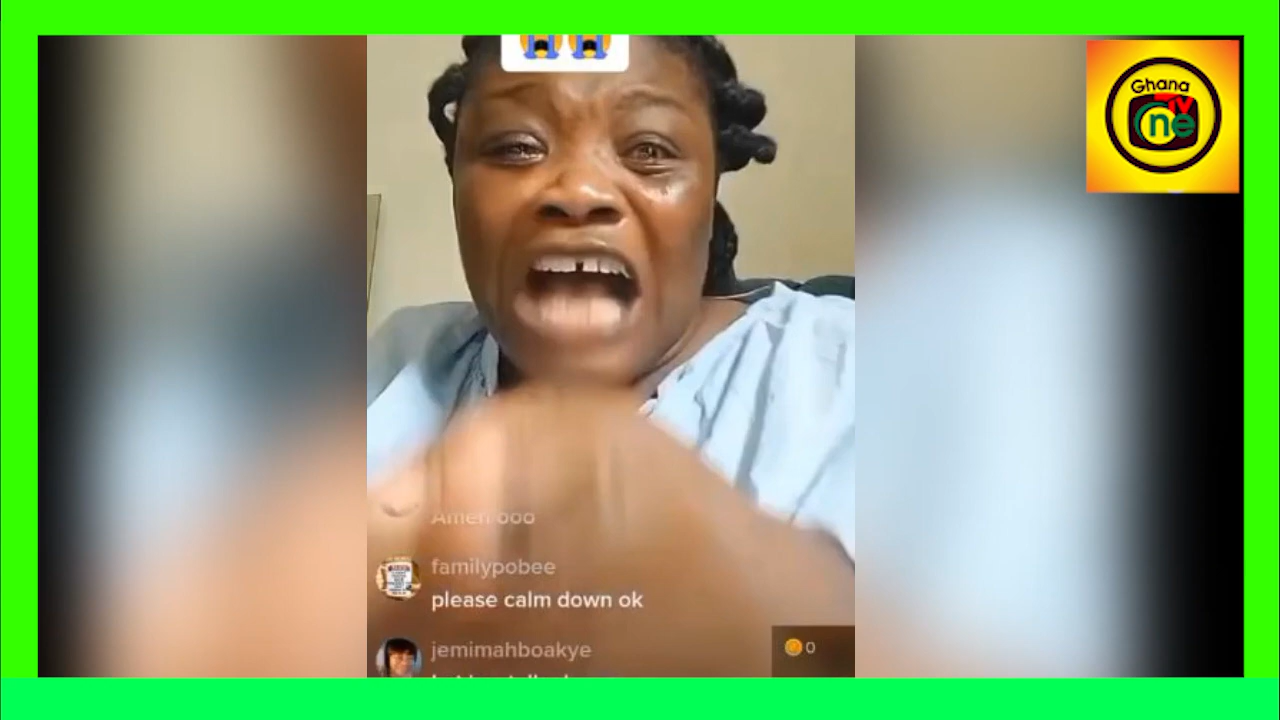 Ghana
TV
One
Amen ooo
familypobee
please calm down ok
jemimahboakye
0